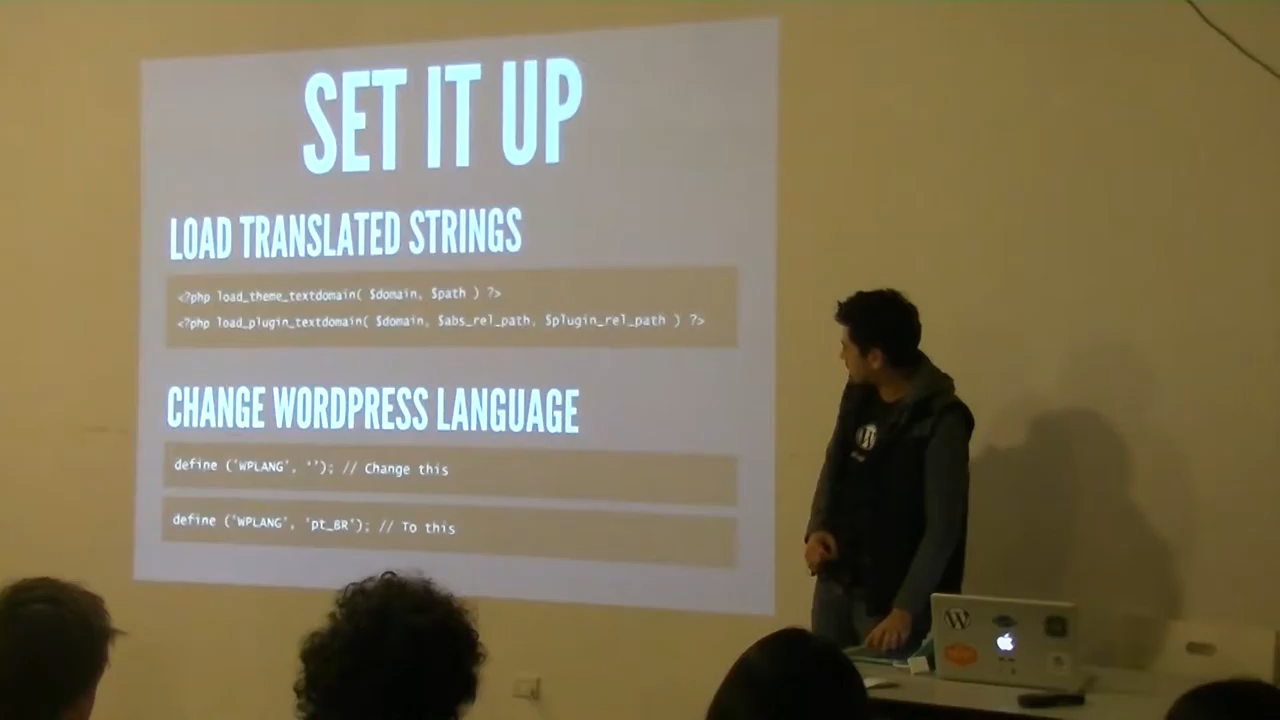 SET IT UP
LOAD TRANSLATED STRINGS
<?php load_theme_textdomain( $domain, $path ) ?>
<?php load_plugin_textdomain( $domain, $abs_rel_path, $plugin_rel_path ) ?>
CHANGE WORDPRESS LANGUAGE
define ('WPLANG', ''); // Change this
define ('WPLANG', 'pt_BR'); // To this